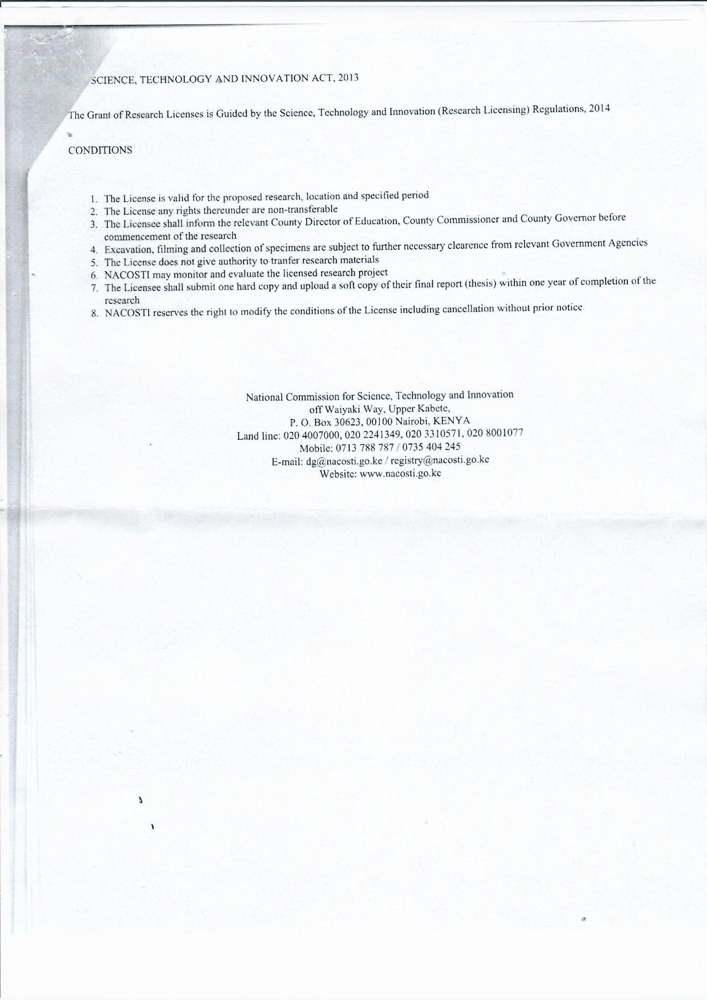 SCIENCE, TECHNOLOGY AND INNOVATION ACT, 2013
The Grant of Research Licenses is Guided by the Science, Technology and Innovation (Research Licensing) Regulations, 2014
CONDITIONS
1. The License is valid for the proposed research, location and specified period
2. The License any rights thereunder are non-transferable
3. The Licensee shall inform the relevant County Director of Education, County Commissioner and County Governor before
commencement of the research
4. Excavation, filming and collection of specimens are subject to further necessary clearence from relevant Government Agencies
5. The License does not give authority to tranfer research materials
6. NACOSTI may monitor and evaluate the licensed research project
7. The Licensee shall submit one hard copy and upload a soft copy of their final report (thesis) within one year of completion of the
research
8. NACOSTI reserves the right to modify the conditions of the License including cancellation without prior notice
National Commission for Science, Technology and Innovation
off Waiyaki Way, Upper Kabete,
P. O. Box 30623, 00100 Nairobi, KENYA
Land line: 020 4007000, 020 2241349, 020 3310571, 020 8001077
Mobile: 0713 788 787 / 0735 404 245
E-mail: dg@nacosti.go.ke / registry@nacosti.go.ke
Website: www.nacosti.go.ke